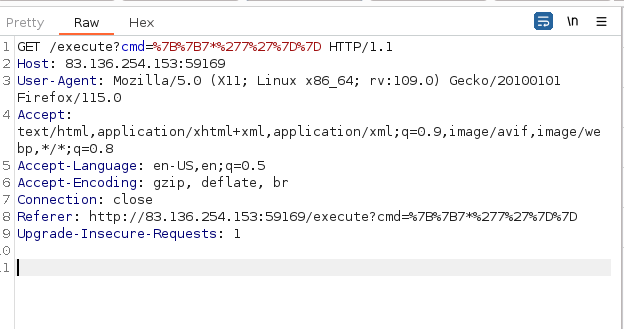 Pretty Raw Hex \n ≡
1 GET /execute?cmd=%7B%7B7*%277%27%7D%7D HTTP/1.1
2 Host: 83.136.254.153:59169
3 User-Agent: Mozilla/5.0 (X11; Linux x86_64; rv:109.0) Gecko/20100101
Firefox/115.0
4 Accept:
text/html,application/xhtml+xml,application/xml;q=0.9,image/avif,image/we
bp,*/*;q=0.8
5 Accept-Language: en-US,en;q=0.5
6 Accept-Encoding: gzip, deflate, br
7 Connection: close
8 Referer: http://83.136.254.153:59169/execute?cmd=%7B%7B7*%277%27%7D%7D
9 Upgrade-Insecure-Requests: 1
10
11